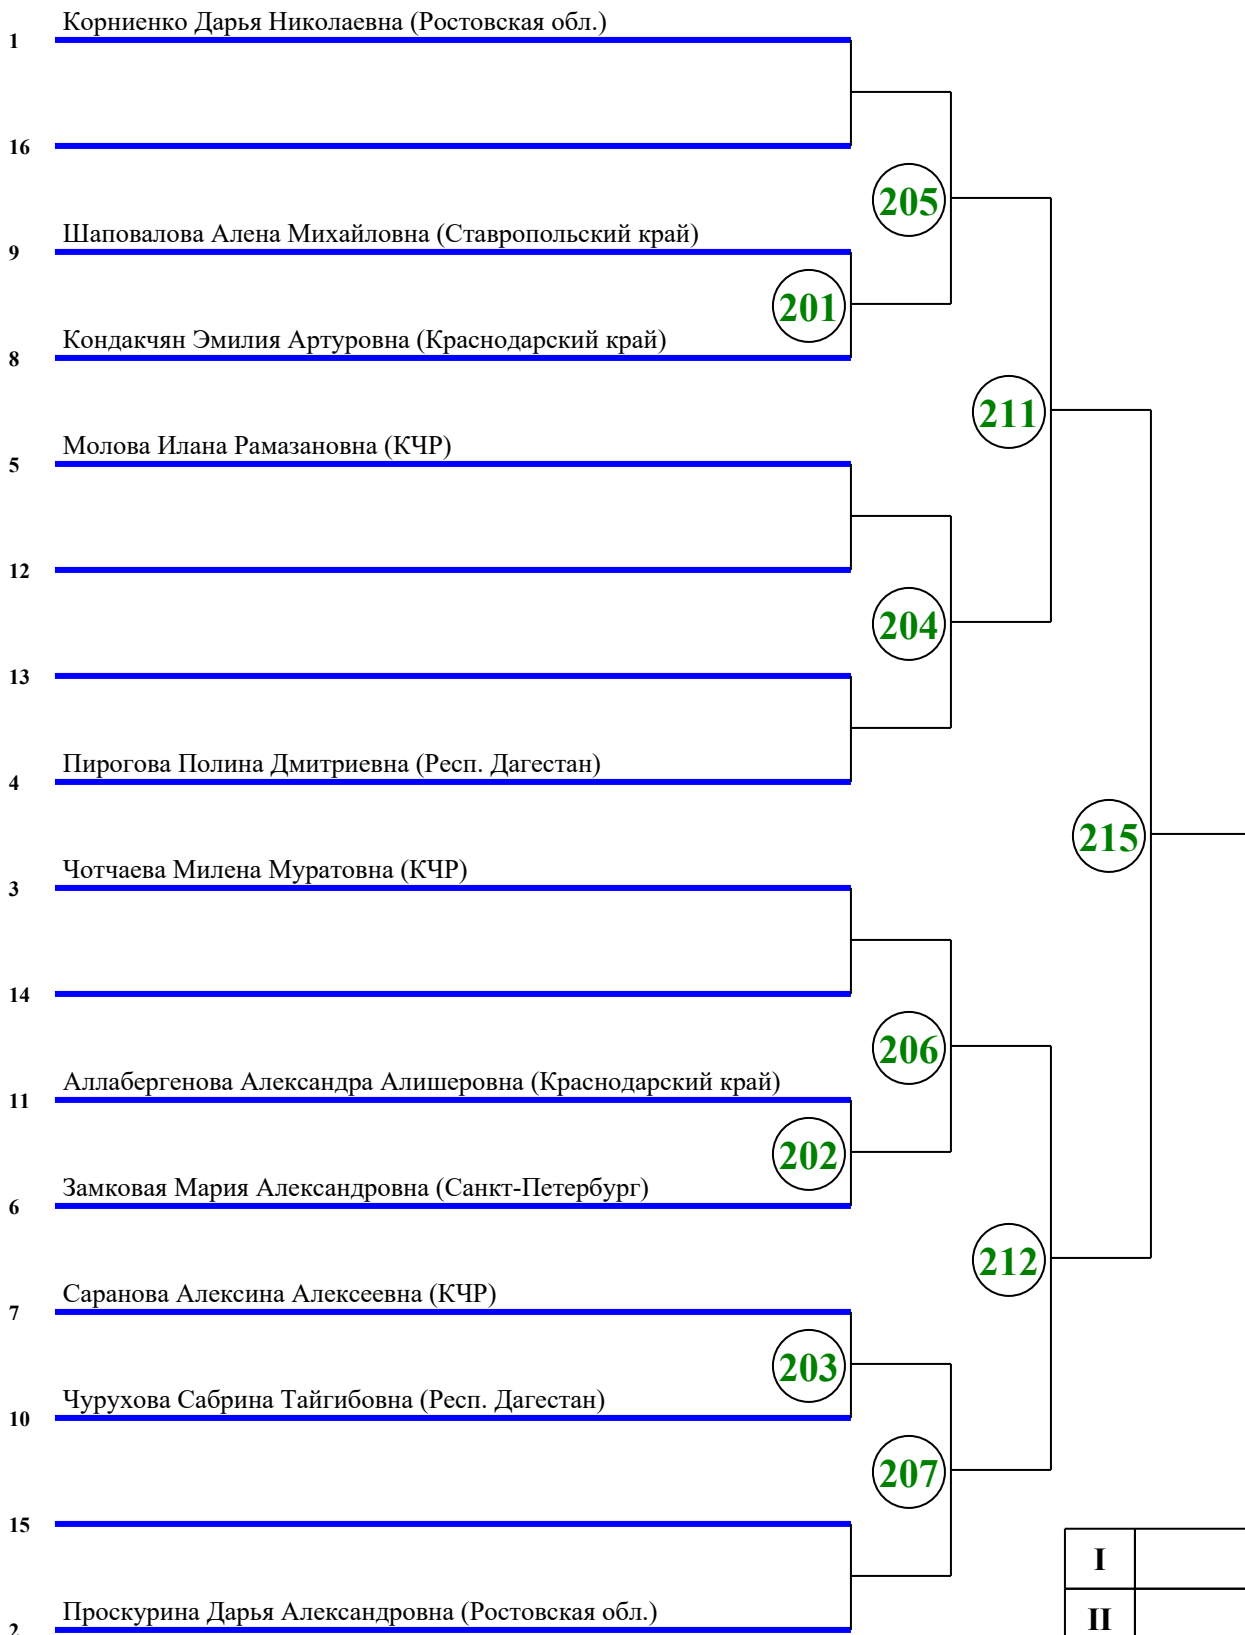 Корниенко Дарья Николаевна (Ростовская обл.)
1
16
205
Шаповалова Алена Михайловна (Ставропольский край)
9
201
Кондакчян Эмилия Артуровна (Краснодарский край)
8
211
Молова Илана Рамазановна (КЧР)
5
12
204
13
Пирогова Полина Дмитриевна (Респ. Дагестан)
4
215
Чотчаева Милена Муратовна (КЧР)
3
14
206
Аллабергенова Александра Алишеровна (Краснодарский край)
11
202
Замковая Мария Александровна (Санкт-Петербург)
6
212
Саранова Алексина Алексеевна (КЧР)
7
203
Чурухова Сабрина Тайгибовна (Респ. Дагестан)
10
207
15
I
Проскурина Дарья Александровна (Ростовская обл.)
2
II